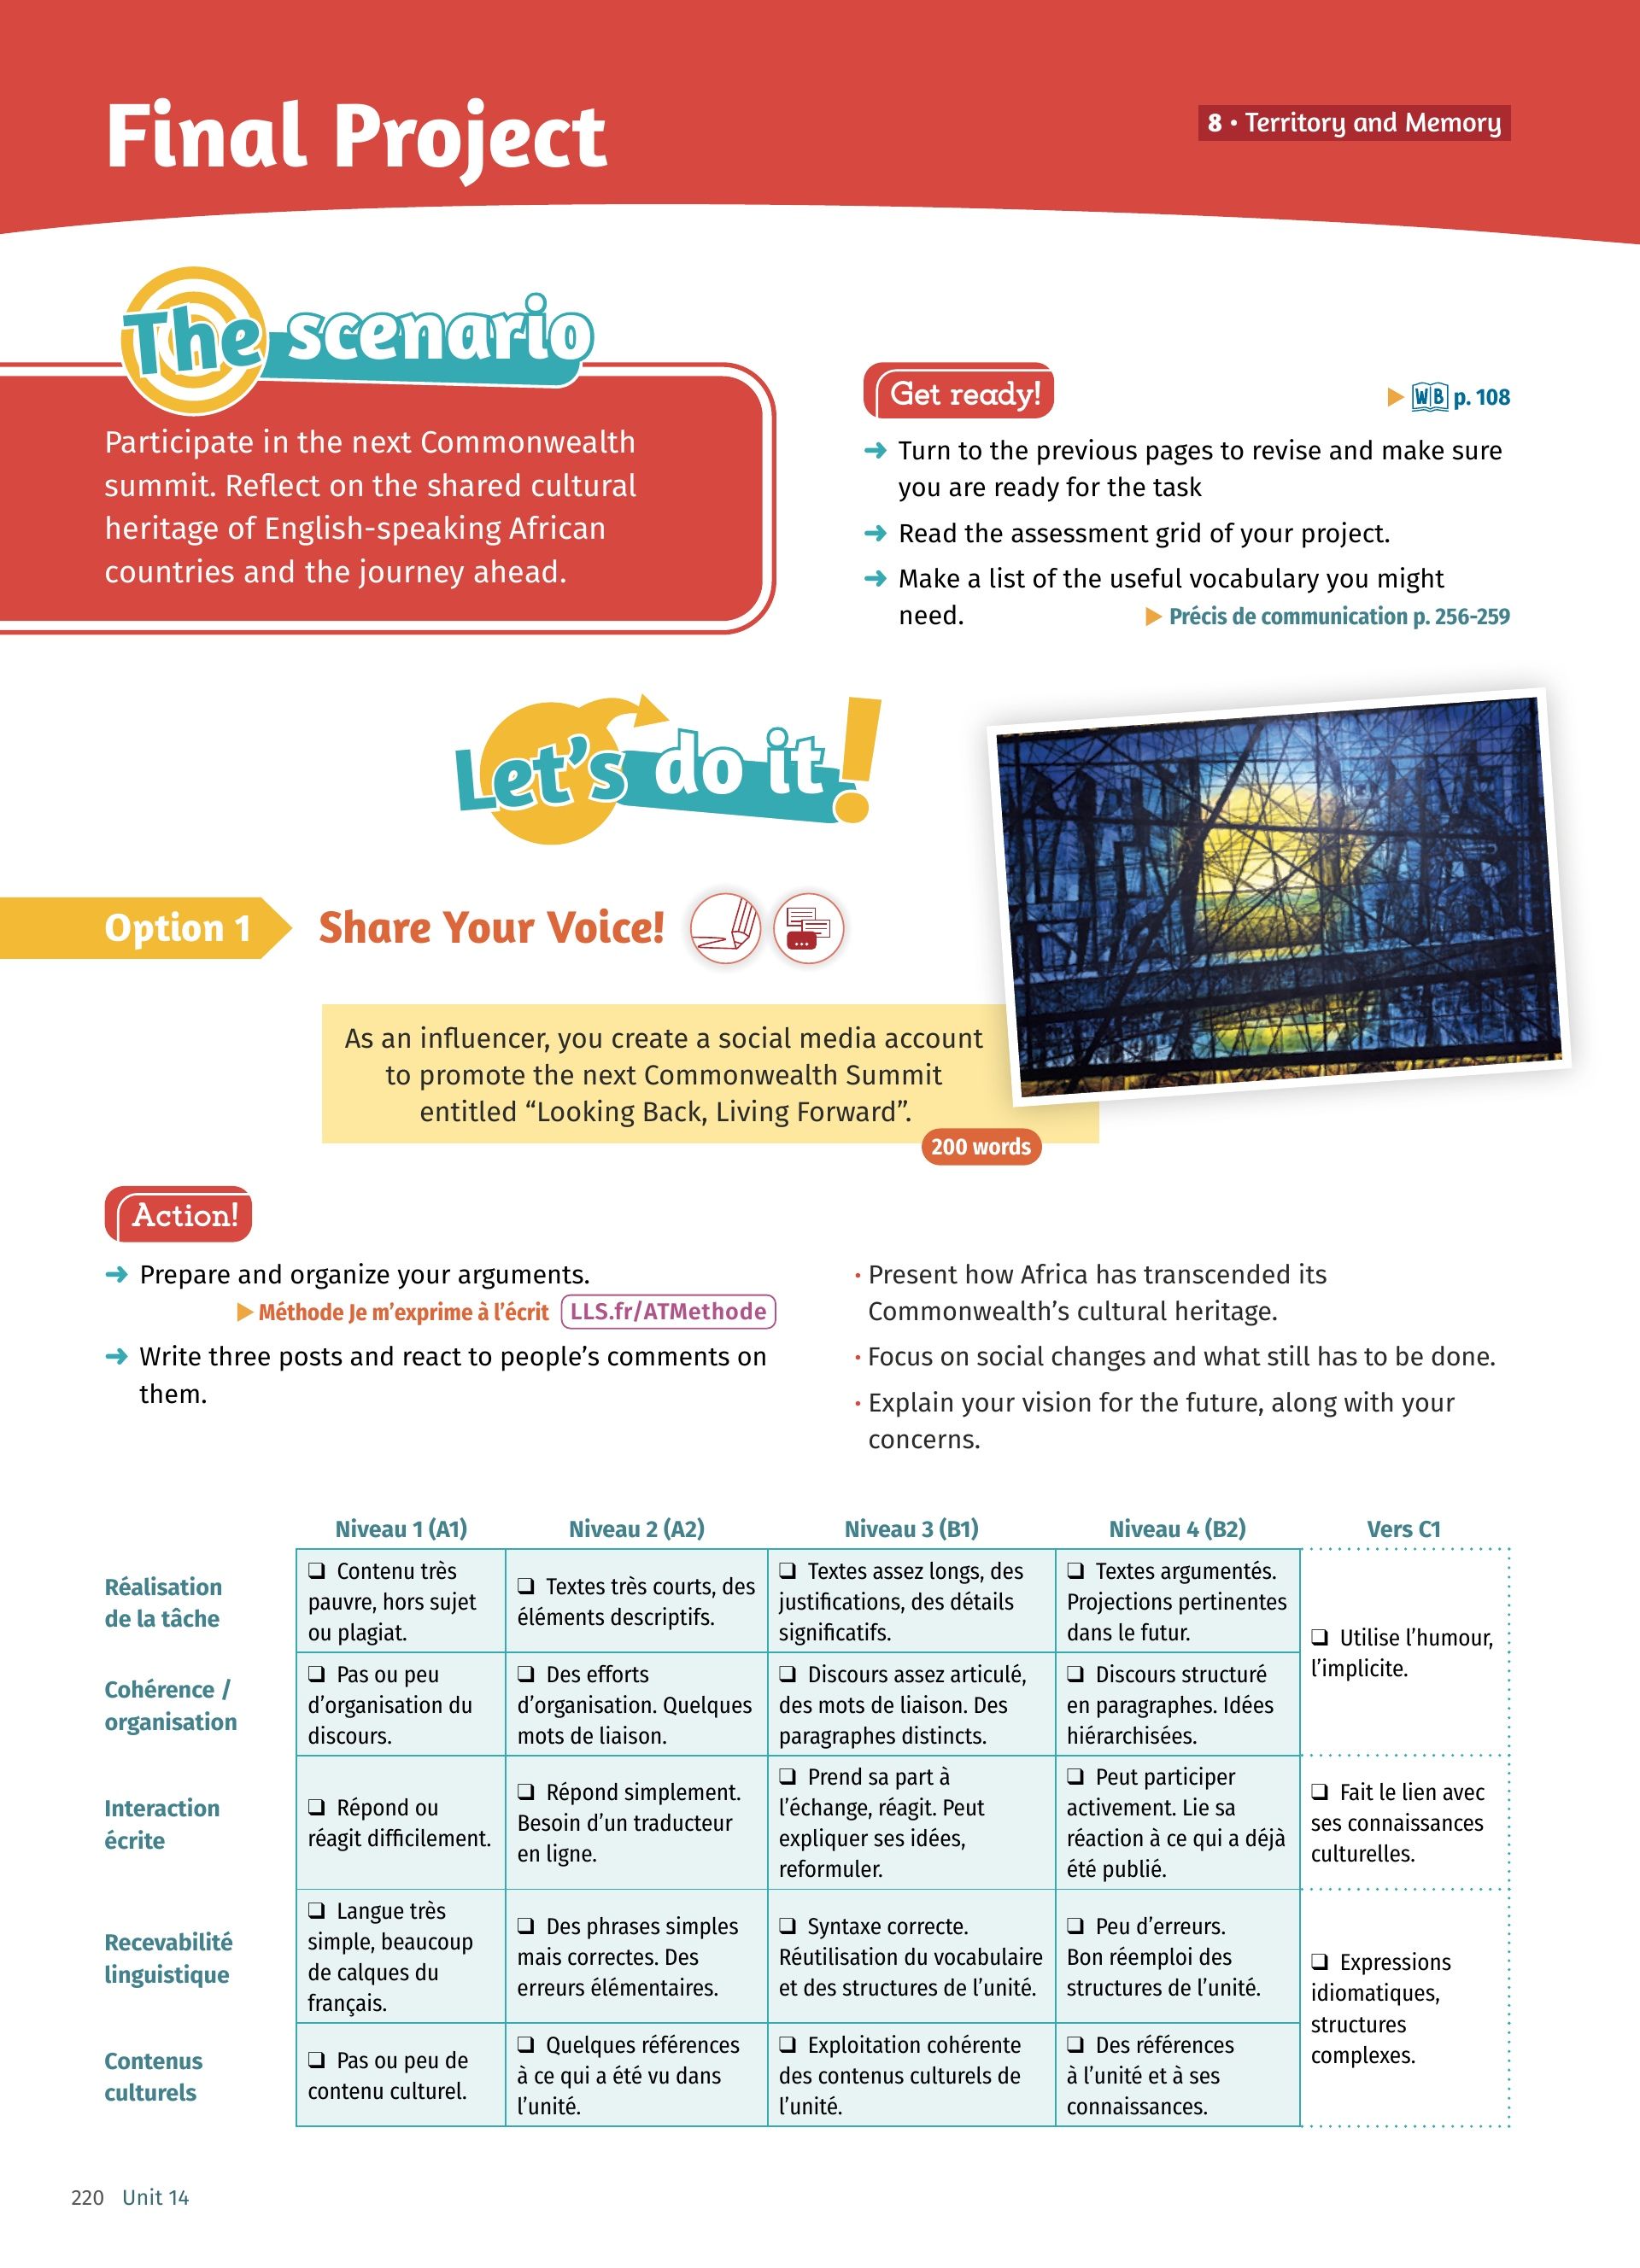 Final Project
8 • Territory and Memory
The scenario
Participate in the next Commonwealth
summit. Reflect on the shared cultural
heritage of English-speaking African
countries and the journey ahead.
Get ready!
▶ WB p. 108
➜ Turn to the previous pages to revise and make sure
you are ready for the task
➜ Read the assessment grid of your project.
➜ Make a list of the useful vocabulary you might
need.
▶ Précis de communication p. 256-259
Let's do it!
Option 1
Share Your Voice!
As an influencer, you create a social media account
to promote the next Commonwealth Summit
entitled “Looking Back, Living Forward”.
200 words
Action!
➜ Prepare and organize your arguments.
▶ Méthode Je m'exprime à l'écrit LLS.fr/ATMethode
➜ Write three posts and react to people's comments on
them.
• Present how Africa has transcended its
Commonwealth's cultural heritage.
• Focus on social changes and what still has to be done.
• Explain your vision for the future, along with your
concerns.
Niveau 1 (A1) Niveau 2 (A2) Niveau 3 (B1) Niveau 4 (B2) Vers C1
Réalisation
de la tâche
❏ Contenu très
pauvre, hors sujet
ou plagiat.
❏ Textes très courts, des
éléments descriptifs.
❏ Textes assez longs, des
justifications, des détails
significatifs.
❏ Textes argumentés.
Projections pertinentes
dans le futur.
❏ Utilise l'humour,
l'implicite.
Cohérence /
organisation
❏ Pas ou peu
d'organisation du
discours.
❏ Des efforts
d'organisation. Quelques
mots de liaison.
❏ Discours assez articulé,
des mots de liaison. Des
paragraphes distincts.
❏ Discours structuré
en paragraphes. Idées
hiérarchisées.
Interaction
écrite
❏ Répond ou
réagit difficilement.
❏ Répond simplement.
Besoin d'un traducteur
en ligne.
❏ Prend sa part à
l'échange, réagit. Peut
expliquer ses idées,
reformuler.
❏ Peut participer
activement. Lie sa
réaction à ce qui a déjà
été publié.
❏ Fait le lien avec
ses connaissances
culturelles.
Recevabilité
linguistique
❏ Langue très
simple, beaucoup
de calques du
français.
❏ Des phrases simples
mais correctes. Des
erreurs élémentaires.
❏ Syntaxe correcte.
Réutilisation du vocabulaire
et des structures de l'unité.
❏ Peu d'erreurs.
Bon réemploi des
structures de l'unité.
❏ Expressions
idiomatiques,
structures
complexes.
Contenus
culturels
❏ Pas ou peu de
contenu culturel.
❏ Quelques références
à ce qui a été vu dans
l'unité.
❏ Exploitation cohérente
des contenus culturels de
l'unité.
❏ Des références
à l'unité et à ses
connaissances.
220 Unit 14